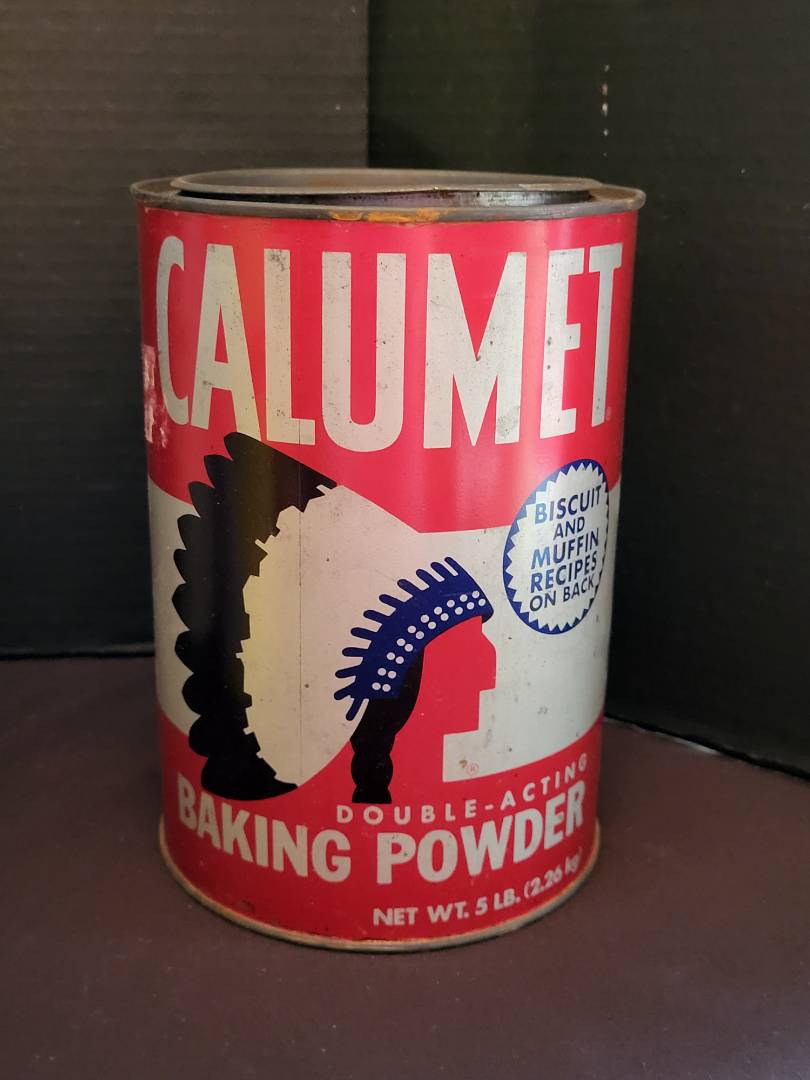 CALUMET®
BISCUIT
AND
MUFFIN
RECIPES
ON BACK
®
DOUBLE-ACTING
BAKING POWDER
NET WT. 5 LB. (2.26 kg)